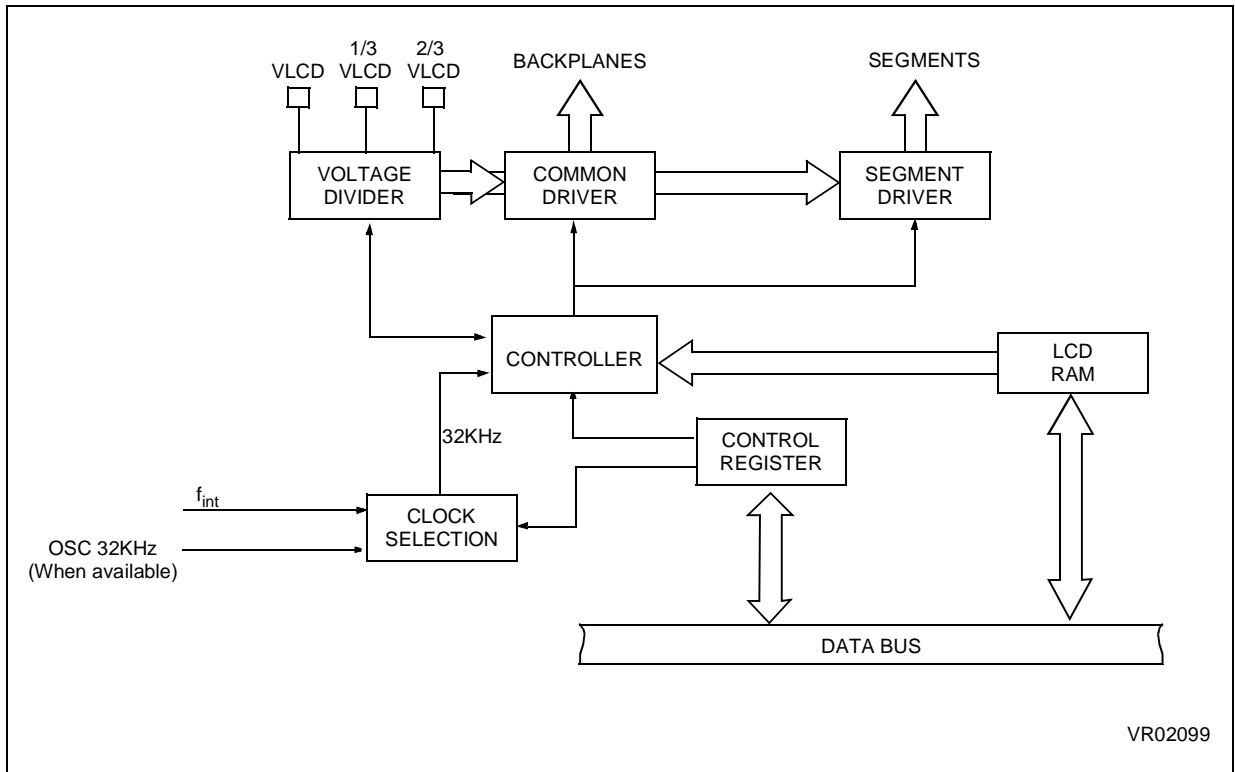 VLCD
1/3
VLCD
2/3
VLCD
BACKPLANES
SEGMENTS
VOLTAGE
DIVIDER
COMMON
DRIVER
SEGMENT
DRIVER
CONTROLLER
LCD
RAM
32KHz
CONTROL
REGISTER
fint
CLOCK
SELECTION
OSC 32KHz
(When available)
DATA BUS
VR02099